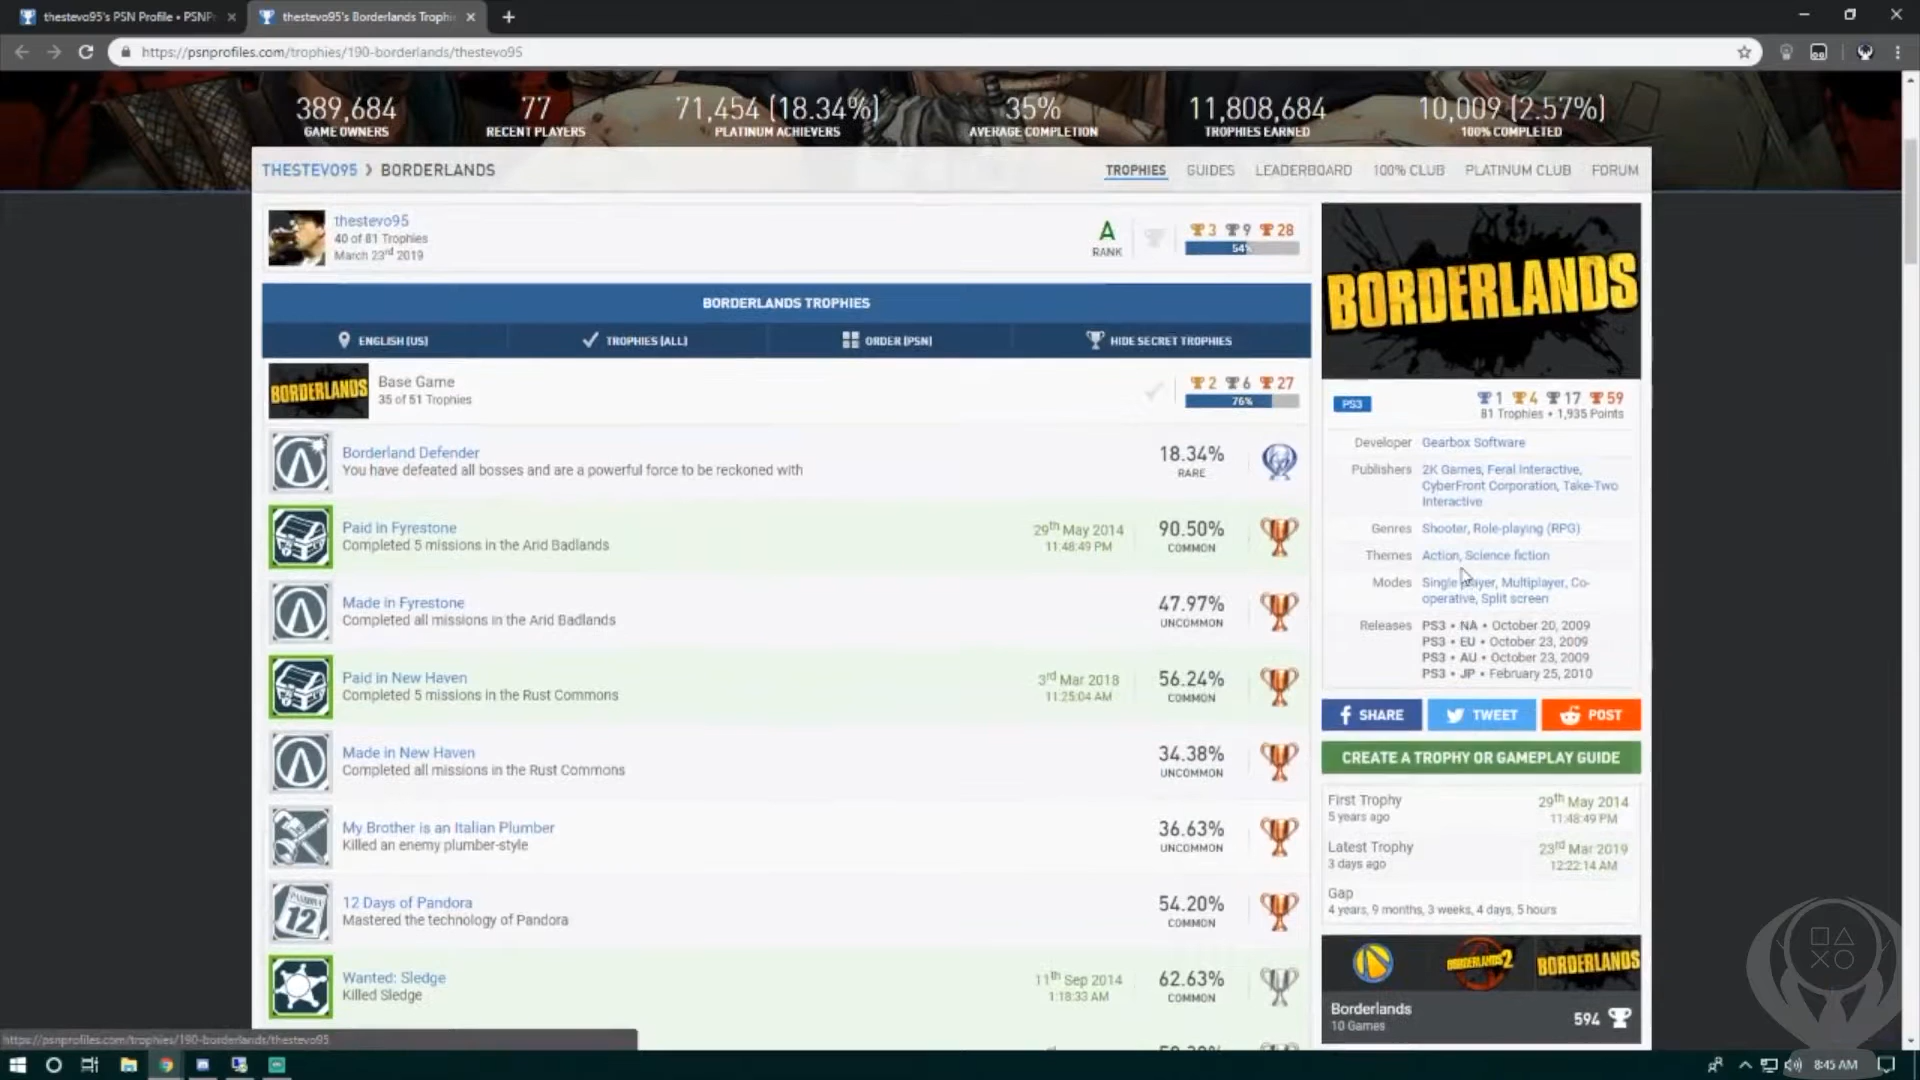 thestevo95's PSN Profile • PSNP
thestevo95's Borderlands Trophi
https://psnprofiles.com/trophies/190-borderlands/thestevo95
389,684
GAME OWNERS
77
RECENT PLAYERS
71,454 (18.34%)
PLATINUM ACHIEVERS
35%
AVERAGE COMPLETION
11,808,684
TROPHIES EARNED
10,009 (2.57%)
100% COMPLETED
THESTEVO95 > BORDERLANDS
TROPHIES GUIDES LEADERBOARD 100% CLUB PLATINUM CLUB FORUM
thestevo95
40 of 81 Trophies
March 23rd 2019
A
RANK
3 9 28
54%
BORDERLANDS TROPHIES
ENGLISH (US) TROPHIES (ALL) ORDER (PSN) HIDE SECRET TROPHIES
BORDERLANDS
Base Game
35 of 51 Trophies
2 6 27
76%
Borderland Defender
You have defeated all bosses and are a powerful force to be reckoned with
18.34%
RARE
Paid in Fyrestone
Completed 5 missions in the Arid Badlands
29th May 2014
11:48:49 PM
90.50%
COMMON
Made in Fyrestone
Completed all missions in the Arid Badlands
47.97%
UNCOMMON
Paid in New Haven
Completed 5 missions in the Rust Commons
3rd Mar 2018
11:25:04 AM
56.24%
COMMON
Made in New Haven
Completed all missions in the Rust Commons
34.38%
UNCOMMON
My Brother is an Italian Plumber
Killed an enemy plumber-style
36.63%
UNCOMMON
PANDORA
12
12 Days of Pandora
Mastered the technology of Pandora
54.20%
COMMON
Wanted: Sledge
Killed Sledge
11th Sep 2014
1:18:33 AM
62.63%
COMMON
BORDERLANDS
PS3
1 4 17 59
81 Trophies • 1,935 Points
Developer Gearbox Software
Publishers 2K Games, Feral Interactive,
CyberFront Corporation, Take-Two
Interactive
Genres Shooter, Role-playing (RPG)
Themes Action, Science fiction
Modes Single player, Multiplayer, Co-
operative, Split screen
Releases PS3 • NA • October 20, 2009
PS3 • EU • October 23, 2009
PS3 • AU • October 23, 2009
PS3 • JP • February 25, 2010
SHARE TWEET POST
CREATE A TROPHY OR GAMEPLAY GUIDE
First Trophy
5 years ago
29th May 2014
11:48:49 PM
Latest Trophy
3 days ago
23rd Mar 2019
12:22:14 AM
Gap
4 years, 9 months, 3 weeks, 4 days, 5 hours
BORDERLANDS2
BORDERLANDS
Borderlands
10 Games
594
https://psnprofiles.com/trophies/190-borderlands/thestevo95
8:45 AM